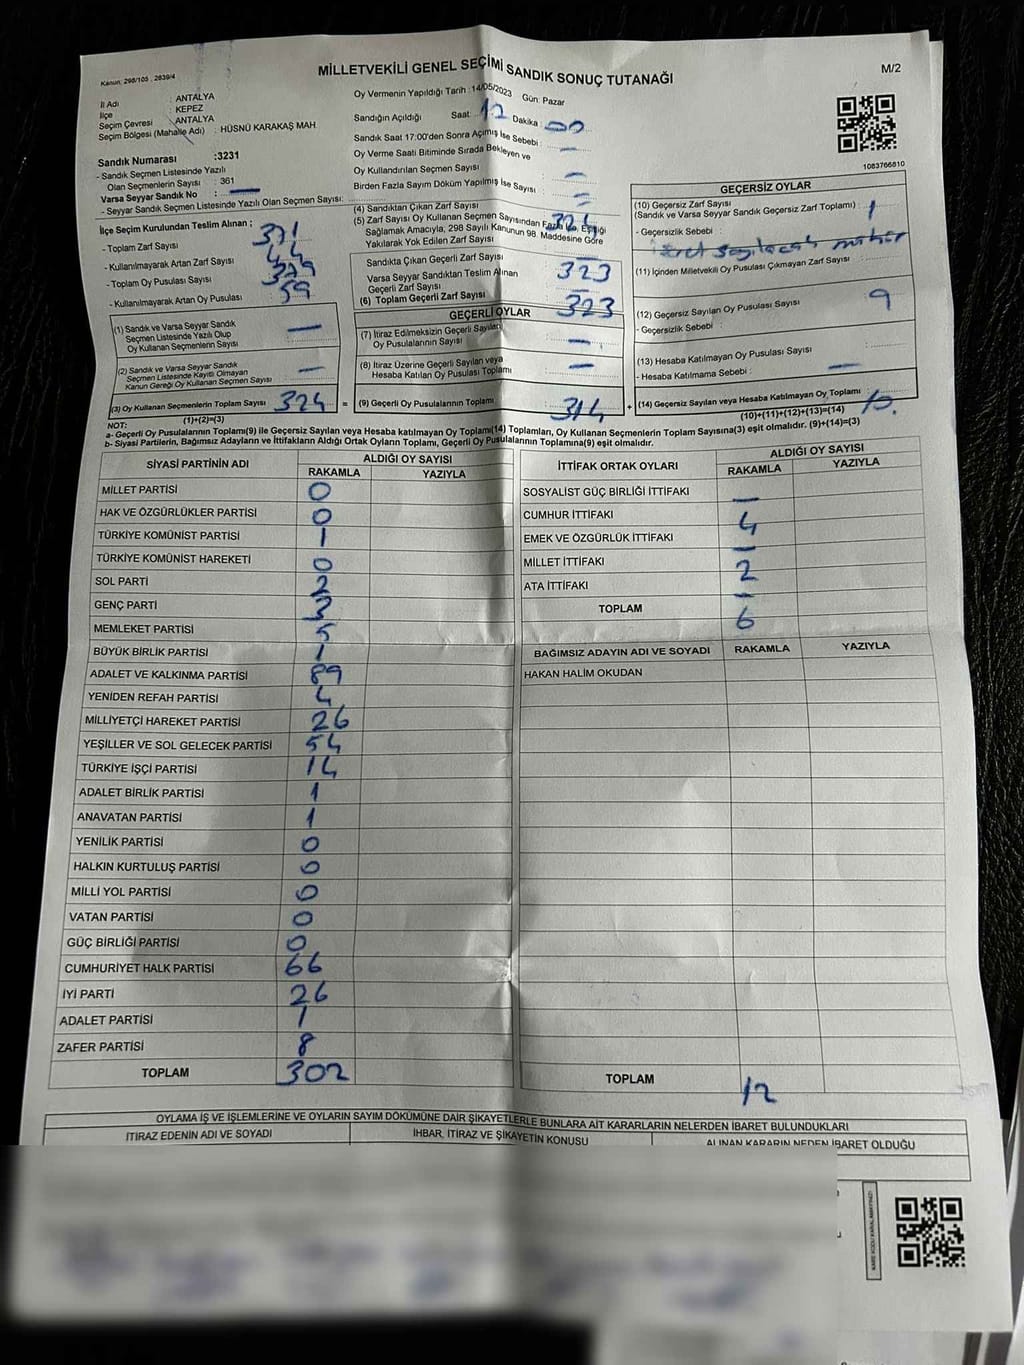 Kanun: 298/105 , 2839/4
MİLLETVEKİLİ GENEL SEÇİMİ SANDIK SONUÇ TUTANAĞI
M/2
İl Adı : ANTALYA
İlçe : KEPEZ
Seçim Çevresi : ANTALYA
Seçim Bölgesi (Mahalle Adı) : HÜSNÜ KARAKAŞ MAH
Sandık Numarası :3231
- Sandık Seçmen Listesinde Yazılı
Olan Seçmenlerin Sayısı : 361
Varsa Seyyar Sandık No : —
- Seyyar Sandık Seçmen Listesinde Yazılı Olan Seçmen Sayısı:
Oy Vermenin Yapıldığı Tarih :14/05/2023 Gün: Pazar
Sandığın Açıldığı Saat: 17 Dakika : 00
Sandık Saat 17:00'den Sonra Açımış İse Sebebi : —
Oy Verme Saati Bitiminde Sırada Bekleyen ve
Oy Kullandırılan Seçmen Sayısı : —
Birden Fazla Sayım Döküm Yapılmış İse Sayısı : —
1083766810
İlçe Seçim Kurulundan Teslim Alınan ;
- Toplam Zarf Sayısı : 371
- Kullanılmayarak Artan Zarf Sayısı : 44
- Toplam Oy Pusulası Sayısı : 379
- Kullanılmayarak Artan Oy Pusulası : 59
(4) Sandıktan Çıkan Zarf Sayısı : 324
(5) Zarf Sayısı Oy Kullanan Seçmen Sayısından Fazla İse, Eşitliği
Sağlamak Amacıyla, 298 Sayılı Kanunun 98. Maddesine Göre
Yakılarak Yok Edilen Zarf Sayısı : —
Sandıkta Çıkan Geçerli Zarf Sayısı : 323
Varsa Seyyar Sandıktan Teslim Alınan
Geçerli Zarf Sayısı : —
(6) Toplam Geçerli Zarf Sayısı : 323
GEÇERSİZ OYLAR
(10) Geçersiz Zarf Sayısı
(Sandık ve Varsa Seyyar Sandık Geçersiz Zarf Toplamı) : 1
- Geçersiz Sebebi : işaret sayılacak mühür
(11) İçinden Milletvekili Oy Pusulası Çıkmayan Zarf Sayısı :
(12) Geçersiz Sayılan Oy Pusulası Sayısı : 9
- Geçersizlik Sebebi :
(13) Hesaba Katılmayan Oy Pusulası Sayısı :
- Hesaba Katılmama Sebebi : —
(14) Geçersiz Sayılan veya Hesaba Katılmayan Oy Toplamı : 10.
(10)+(11)+(12)+(13)=(14)
(1) Sandık ve Varsa Seyyar Sandık
Seçmen Listesinde Yazılı Olup
Oy Kullanan Seçmenlerin Sayısı : —
(2) Sandık ve Varsa Seyyar Sandık
Seçmen Listesinde Kayıtlı Olmayan
Kanun Gereği Oy Kullanan Seçmen Sayısı : —
(3) Oy Kullanan Seçmenlerin Toplam Sayısı : 324 =
(1)+(2)=(3)
GEÇERLİ OYLAR
(7) İtiraz Edilmeksizin Geçerli Sayılan
Oy Pusulalarının Sayısı : —
(8) İtiraz Üzerine Geçerli Sayılan veya
Hesaba Katılan Oy Pusulası Toplamı : —
(9) Geçerli Oy Pusulalarının Toplamı : 314 +
NOT:
a- Geçerli Oy Pusulalarının Toplamı(9) ile Geçersiz Sayılan veya Hesaba katılmayan Oy Toplamı(14) Toplamları, Oy Kullanan Seçmenlerin Toplam Sayısına(3) eşit olmalıdır. (9)+(14)=(3)
b- Siyasi Partilerin, Bağımsız Adayların ve İttifakların Aldığı Ortak Oyların Toplamı, Geçerli Oy Pusulalarının Toplamına(9) eşit olmalıdır.
SİYASİ PARTİNİN ADI ALDIĞI OY SAYISI
RAKAMLA YAZIYLA
MİLLET PARTİSİ 0
HAK VE ÖZGÜRLÜKLER PARTİSİ 0
TÜRKİYE KOMÜNİST PARTİSİ 1
TÜRKİYE KOMÜNİST HAREKETİ 0
SOL PARTİ 2
GENÇ PARTİ 3
MEMLEKET PARTİSİ 5
BÜYÜK BİRLİK PARTİSİ 1
ADALET VE KALKINMA PARTİSİ 89
YENİDEN REFAH PARTİSİ 4
MİLLİYETÇİ HAREKET PARTİSİ 26
YEŞİLLER VE SOL GELECEK PARTİSİ 54
TÜRKİYE İŞÇİ PARTİSİ 14
ADALET BİRLİK PARTİSİ 1
ANAVATAN PARTİSİ 1
YENİLİK PARTİSİ 0
HALKIN KURTULUŞ PARTİSİ 0
MİLLİ YOL PARTİSİ 0
VATAN PARTİSİ 0
GÜÇ BİRLİĞİ PARTİSİ 0
CUMHURİYET HALK PARTİSİ 66
İYİ PARTİ 26
ADALET PARTİSİ 1
ZAFER PARTİSİ 8
TOPLAM 302
İTTİFAK ORTAK OYLARI ALDIĞI OY SAYISI
RAKAMLA YAZIYLA
SOSYALİST GÜÇ BİRLİĞİ İTTİFAKI —
CUMHUR İTTİFAKI 4
EMEK VE ÖZGÜRLÜK İTTİFAKI —
MİLLET İTTİFAKI 2
ATA İTTİFAKI —
TOPLAM 6
BAĞIMSIZ ADAYIN ADI VE SOYADI RAKAMLA YAZIYLA
HAKAN HALİM OKUDAN
TOPLAM 12
OYLAMA İŞ VE İŞLEMLERİNE VE OYLARIN SAYIM DÖKÜMÜNE DAİR ŞİKAYETLERLE BUNLARA AİT KARARLARIN NELERDEN İBARET BULUNDUKLARI
İTİRAZ EDENİN ADI VE SOYADI İHBAR, İTİRAZ VE ŞİKAYETİN KONUSU ALINAN KARARIN NEDEN İBARET OLDUĞU
KARE KODU KARALAMAYINIZ!